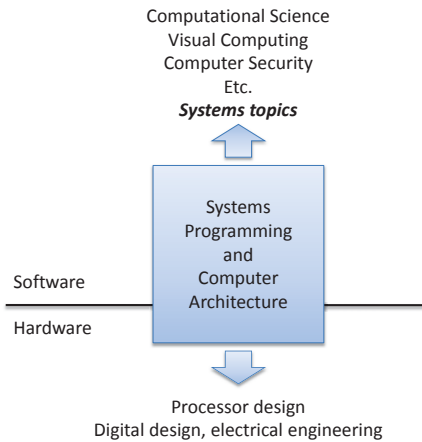 Computational Science
Visual Computing
Computer Security
Etc.
Systems topics
Systems
Programming
and
Computer
Architecture
Software
Hardware
Processor design
Digital design, electrical engineering